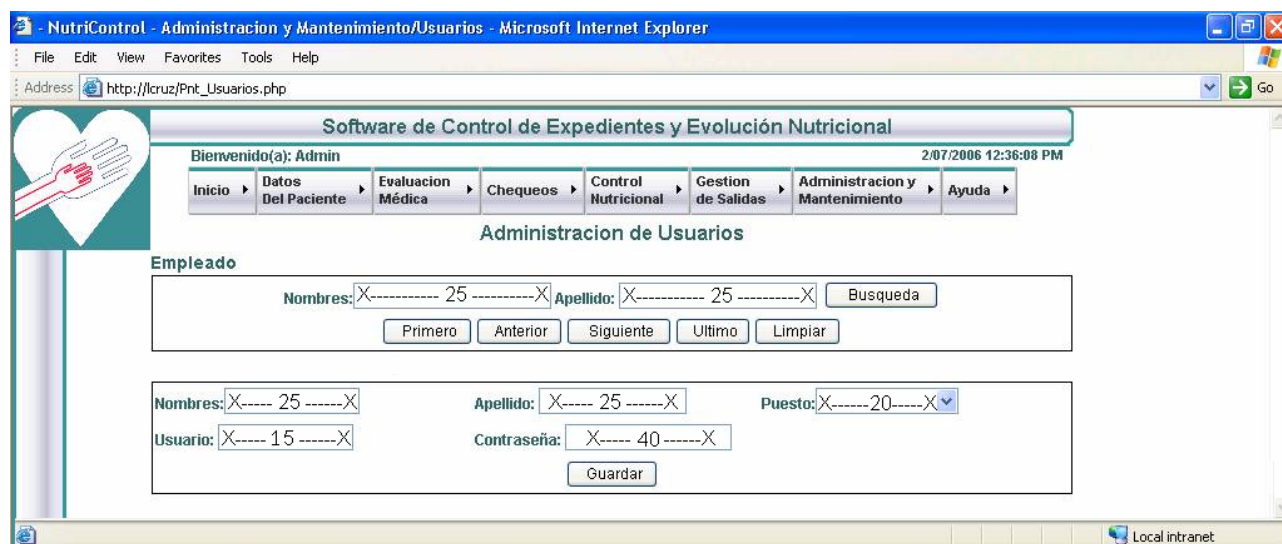 - NutriControl - Administracion y Mantenimiento/Usuarios - Microsoft Internet Explorer
File Edit View Favorites Tools Help
Address http://lcruz/Pnt_Usuarios.php Go
Software de Control de Expedientes y Evolución Nutricional
Bienvenido(a): Admin 2/07/2006 12:36:08 PM
Inicio Datos Del Paciente Evaluacion Médica Chequeos Control Nutricional Gestion de Salidas Administracion y Mantenimiento Ayuda
Administracion de Usuarios
Empleado
Nombres: X----------- 25 ----------X Apellido: X----------- 25 ----------X Busqueda
Primero Anterior Siguiente Ultimo Limpiar
Nombres: X----- 25 ------X Apellido: X----- 25 ------X Puesto: X------20-----X
Usuario: X----- 15 ------X Contraseña: X----- 40 ------X
Guardar
Local intranet